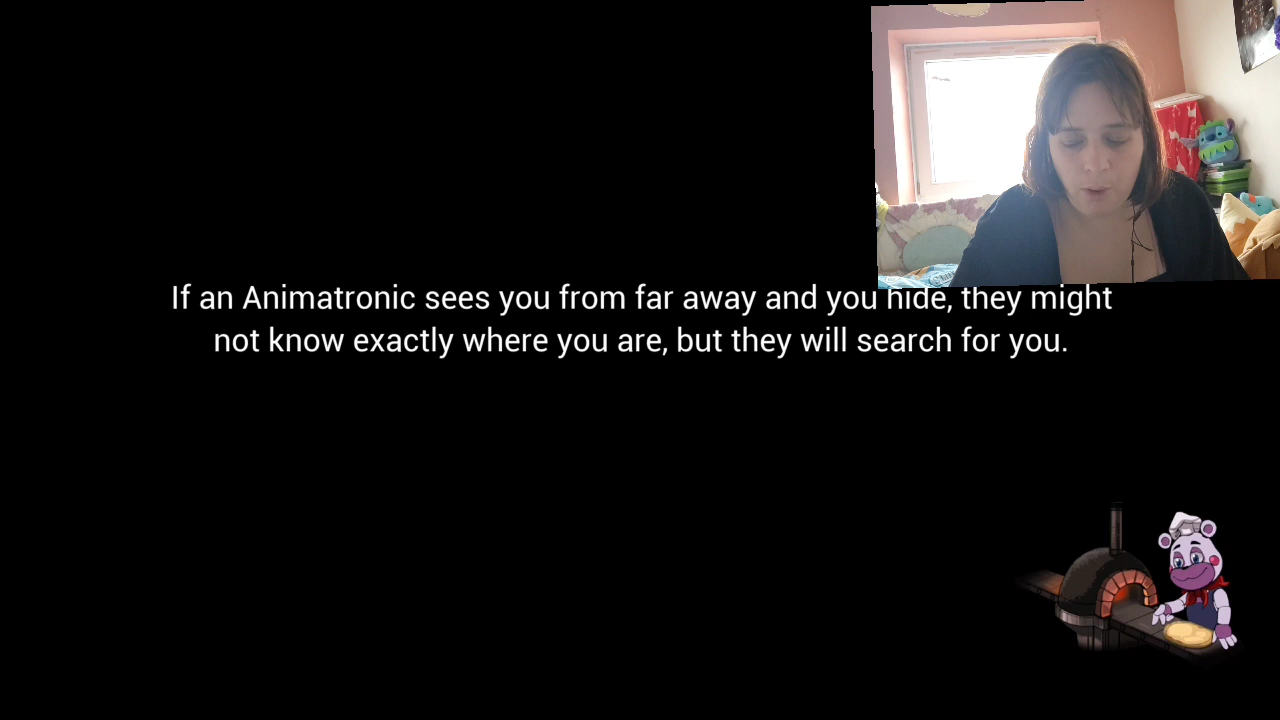 If an Animatronic sees you from far away and you hide, they might
not know exactly where you are, but they will search for you.